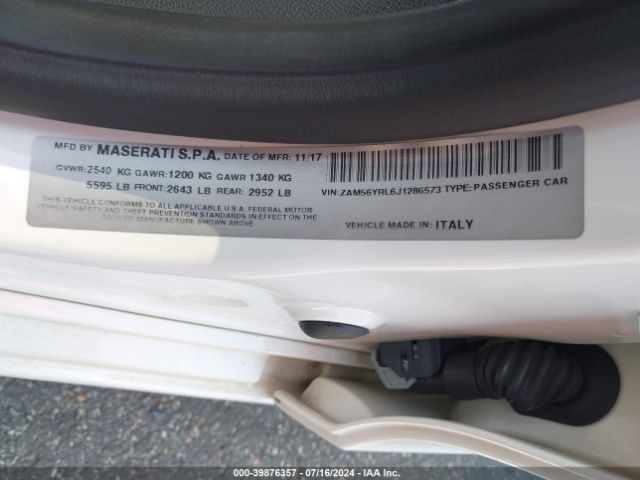 MFD BY MASERATI S.P.A. DATE OF MFR: 11/17
GVWR:2540 KG GAWR:1200 KG GAWR 1340 KG
5595 LB FRONT:2643 LB REAR: 2952 LB
THIS VEHICLE CONFORMS TO ALL APPLICABLE U.S.A. FEDERAL MOTOR
VEHICLE SAFETY AND THEFT PREVENTION STANDARDS IN EFFECT ON THE
DATE OF MANUFACTURE SHOWN ABOVE.
VIN:ZAM56YRL6J1286573 TYPE:PASSENGER CAR
VEHICLE MADE IN: ITALY
000-39876357 - 07/16/2024 - IAA Inc.